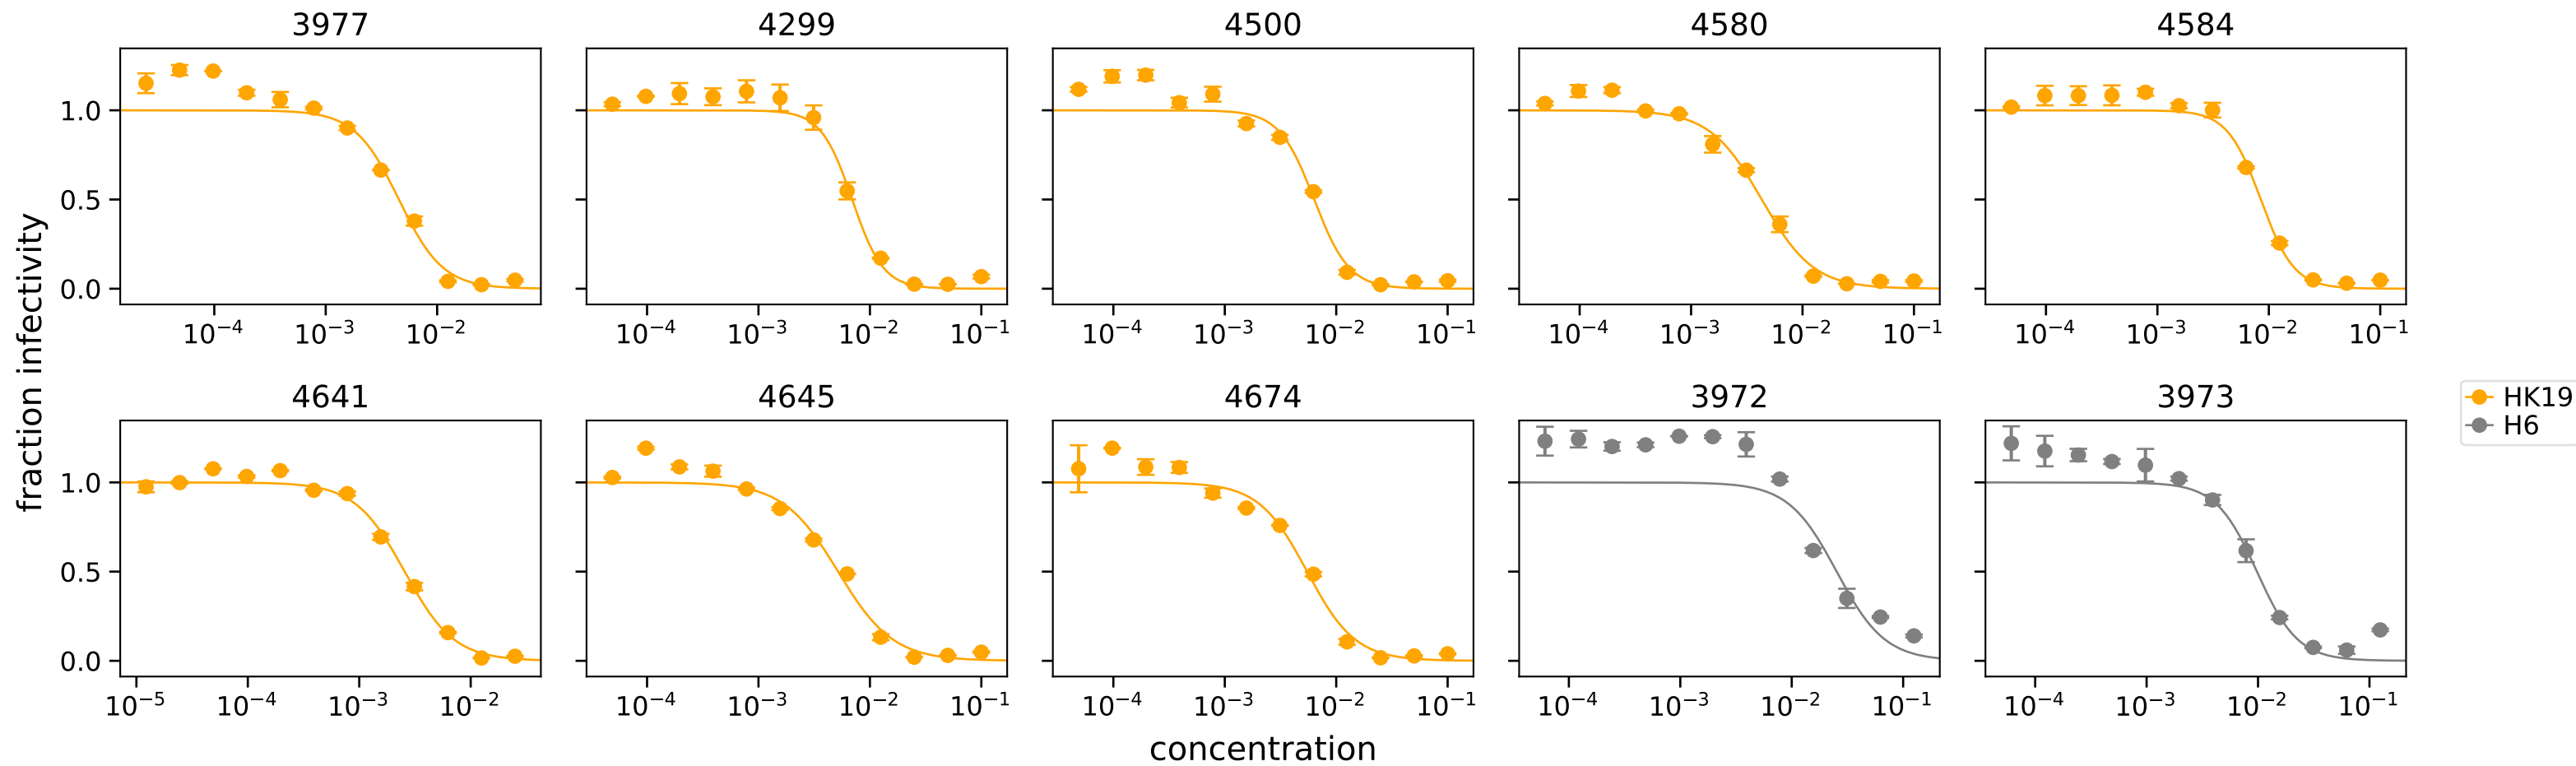 3977 4299 4500 4580 4584
1.0
0.5
0.0
10⁻⁴ 10⁻³ 10⁻² 10⁻⁴ 10⁻³ 10⁻² 10⁻¹ 10⁻⁴ 10⁻³ 10⁻² 10⁻¹ 10⁻⁴ 10⁻³ 10⁻² 10⁻¹ 10⁻⁴ 10⁻³ 10⁻² 10⁻¹
fraction infectivity
4641 4645 4674 3972 3973
HK19
H6
1.0
0.5
0.0
10⁻⁵ 10⁻⁴ 10⁻³ 10⁻² 10⁻⁴ 10⁻³ 10⁻² 10⁻¹ 10⁻⁴ 10⁻³ 10⁻² 10⁻¹ 10⁻⁴ 10⁻³ 10⁻² 10⁻¹ 10⁻⁴ 10⁻³ 10⁻² 10⁻¹
concentration